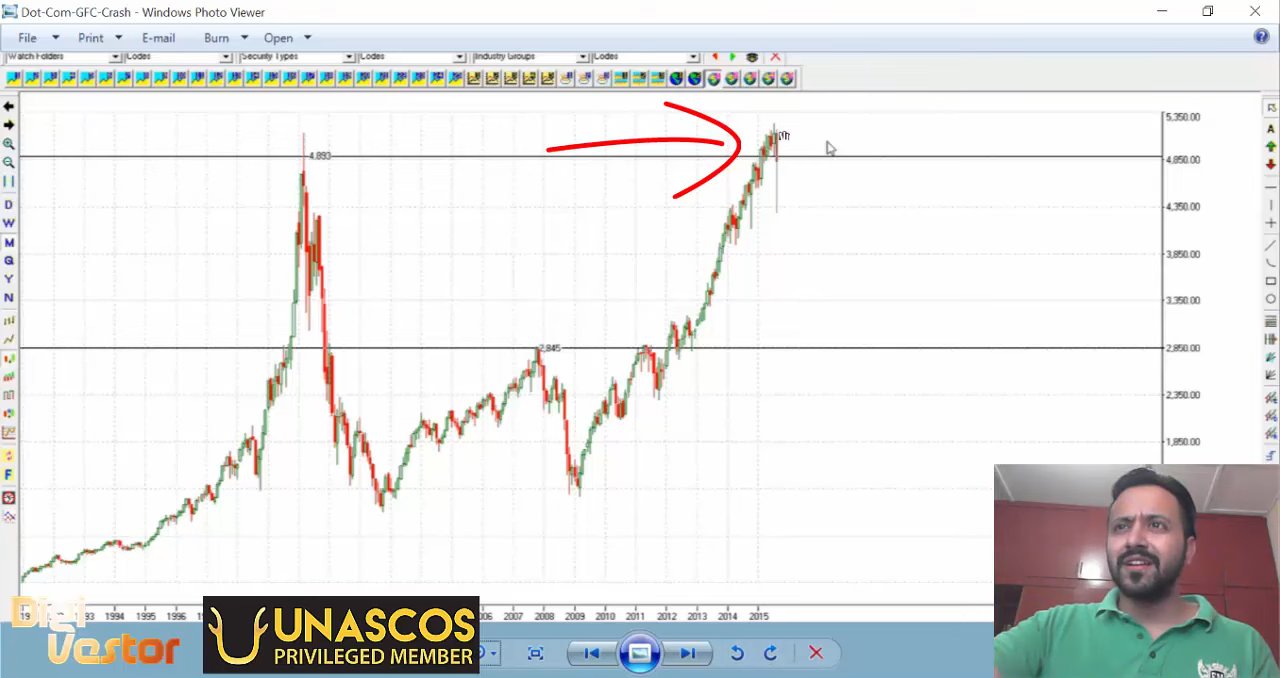 Dot-Com-GFC-Crash - Windows Photo Viewer
File Print E-mail Burn Open
Watch Folders Codes Security Types Codes Industry Groups Codes
5,350.00
4,893
4,850.00
A
4,350.00
D
W
M
3,850.00
Q
Y
3,350.00
N
2,845
2,850.00
2,350.00
1,850.00
F
1994 1995 1996 2006 2007 2008 2009 2010 2011 2012 2013 2014 2015
Digi
Vestor
UNASCOS
PRIVILEGED MEMBER